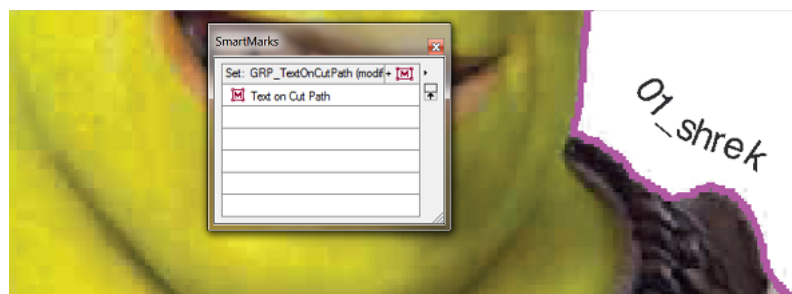 SmartMarks
Set: GRP_TextOnCutPath (modif
Text on Cut Path
01_shrek